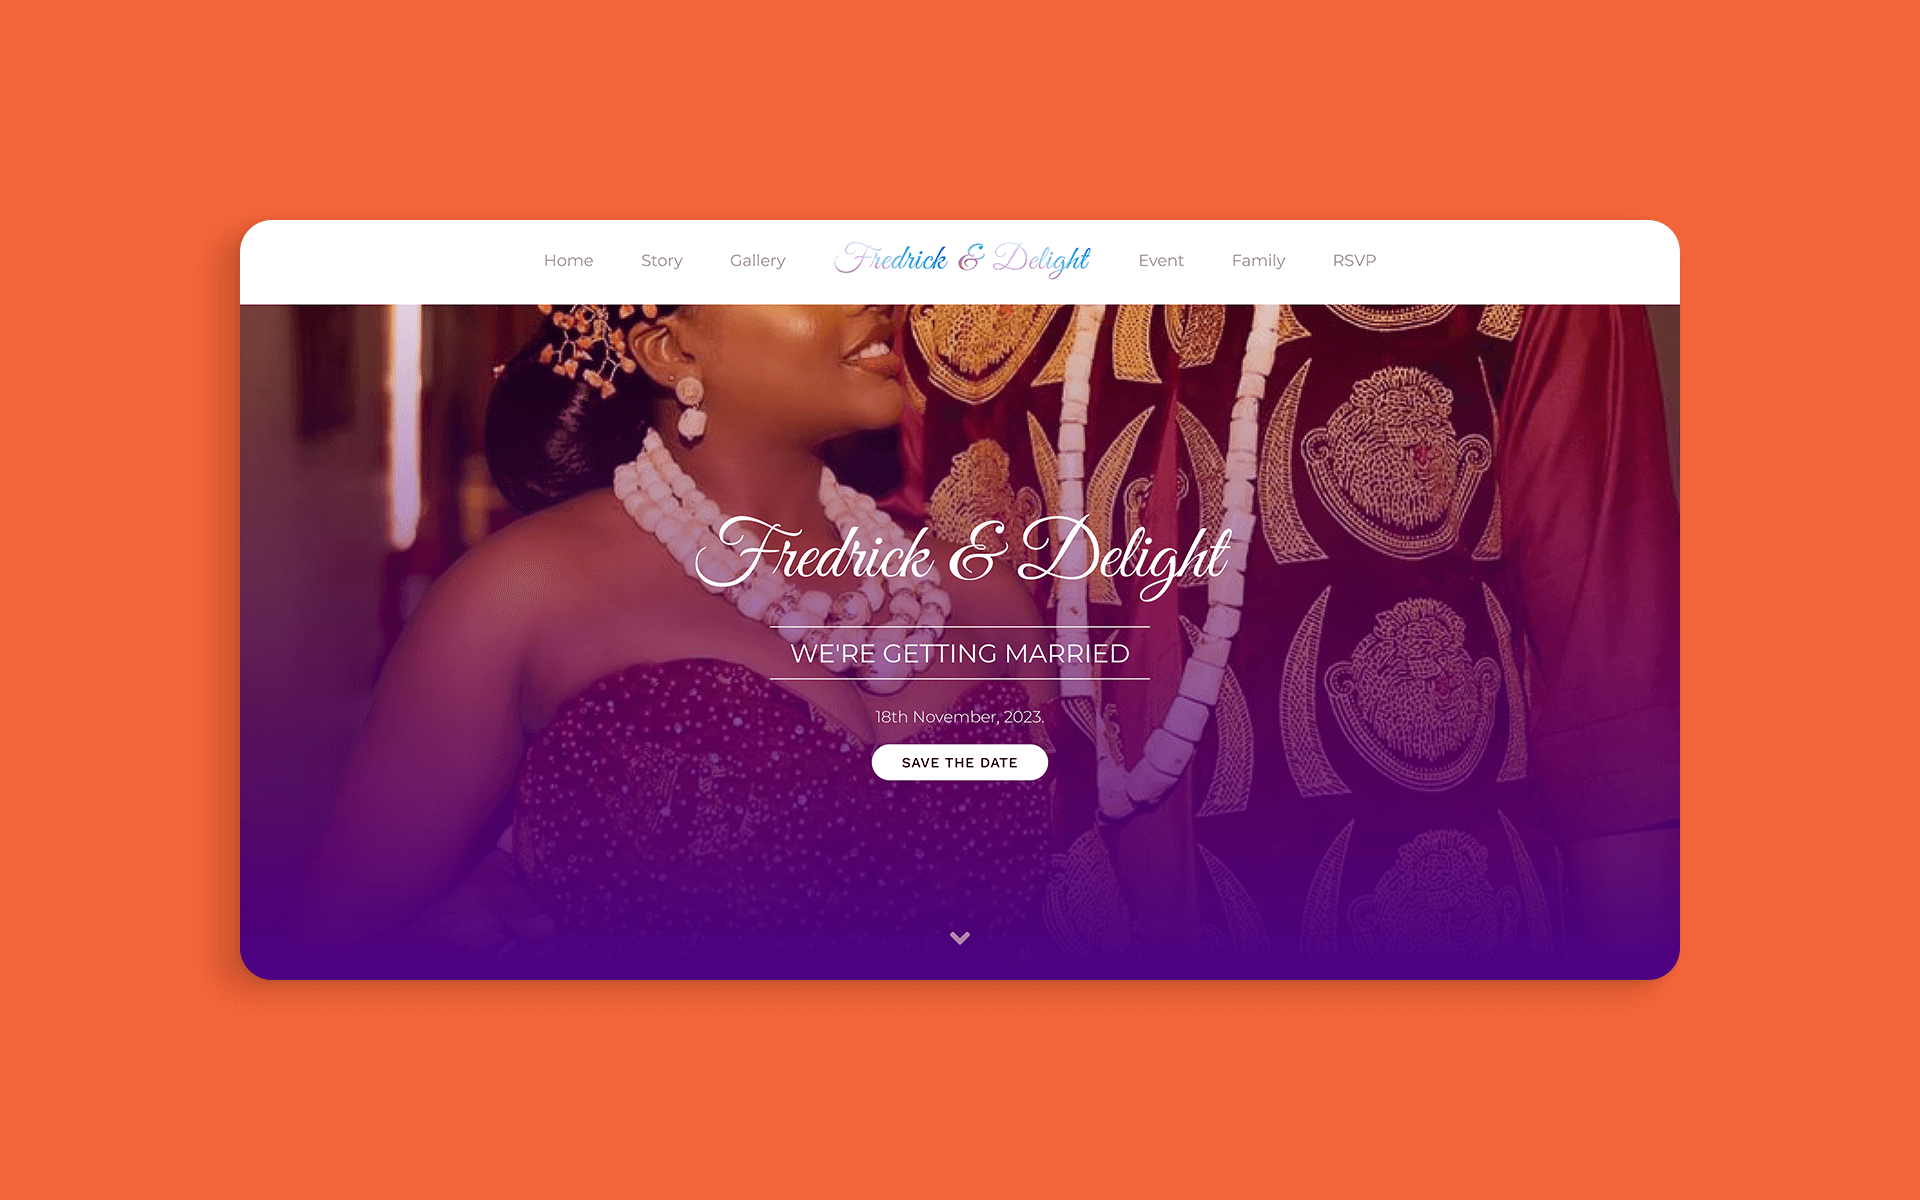 Home Story Gallery Fredrick & Delight Event Family RSVP
Fredrick & Delight
WE'RE GETTING MARRIED
18th November, 2023.
SAVE THE DATE